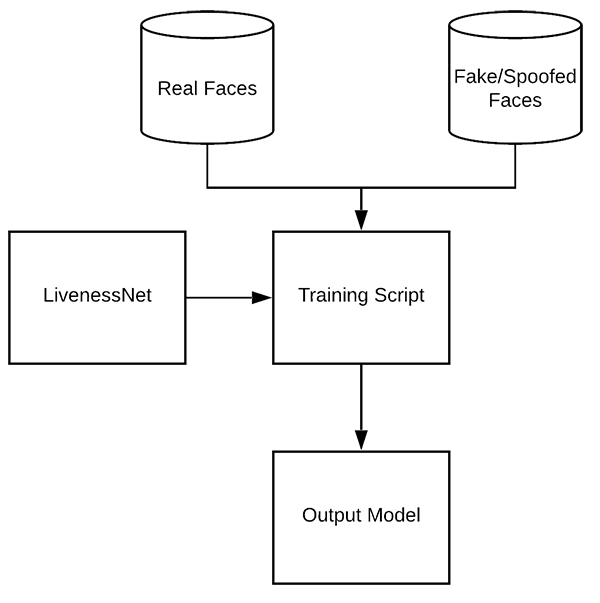 Real Faces
Fake/Spoofed
Faces
LivenessNet
Training Script
Output Model